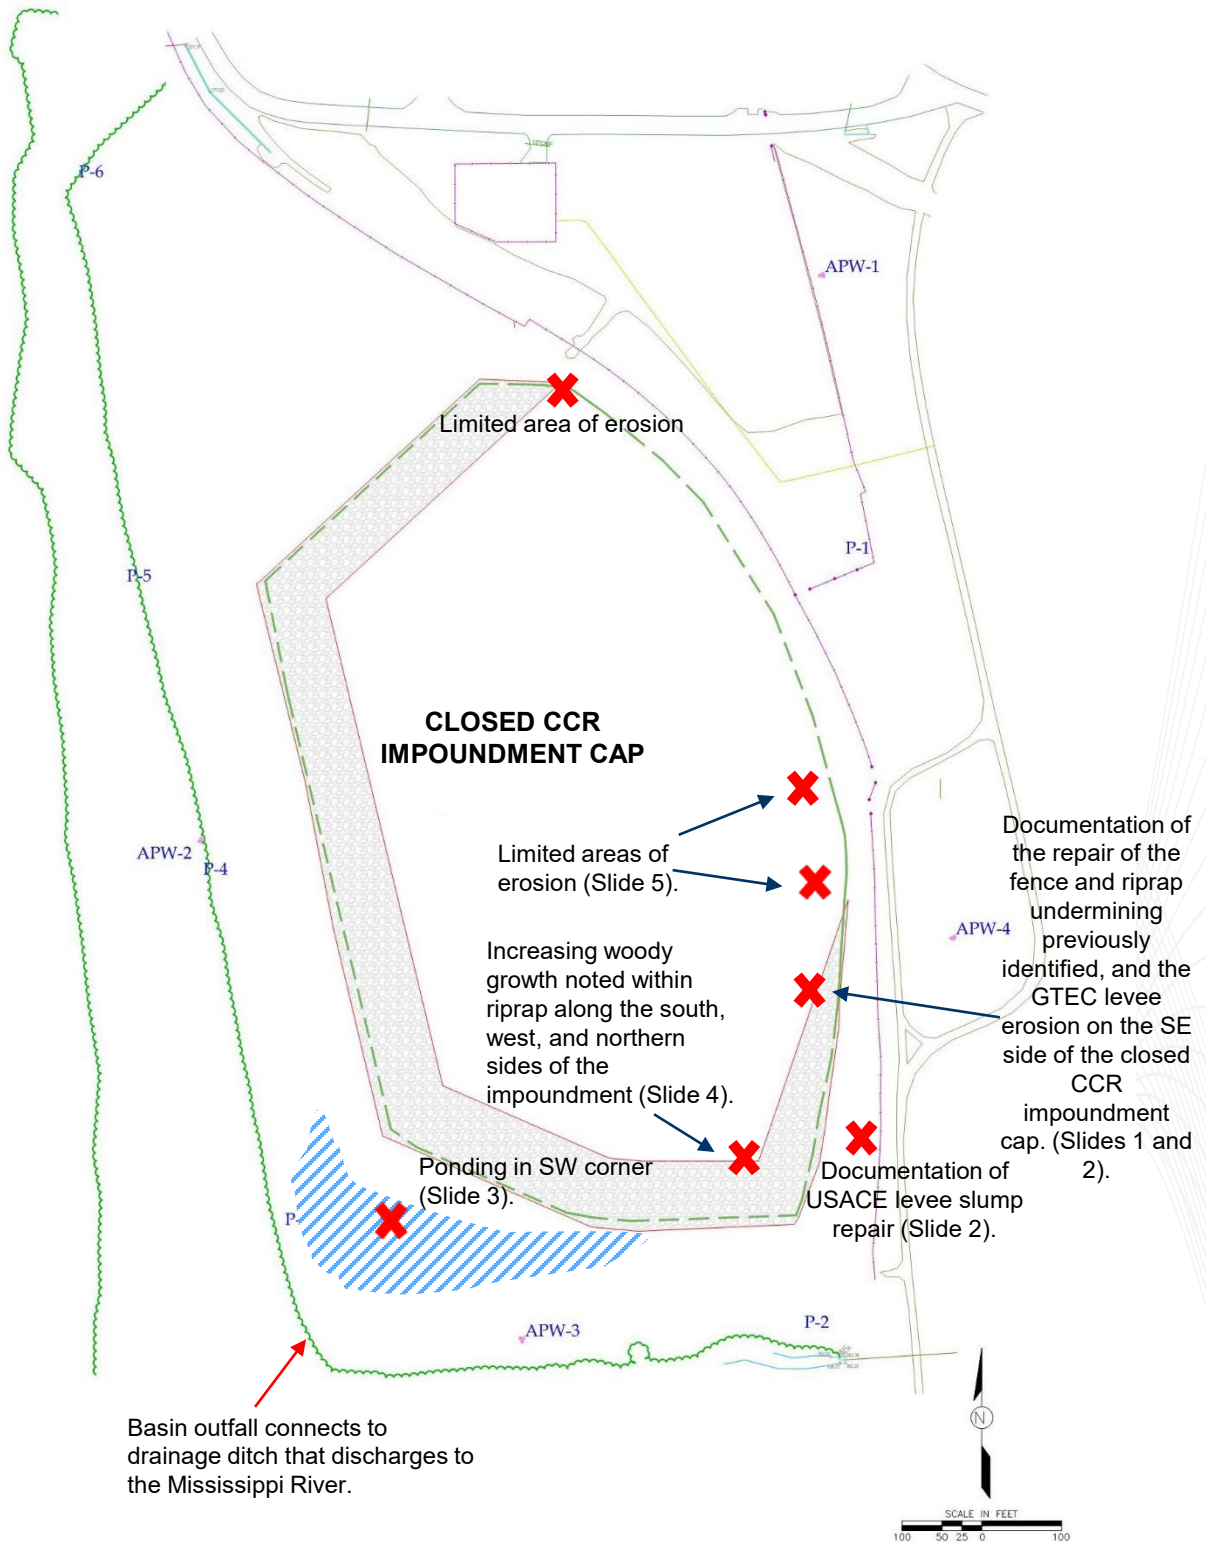 P-6
APW-1
Limited area of erosion
P-1
P-5
CLOSED CCR
IMPOUNDMENT CAP
Limited areas of
erosion (Slide 5).
APW-2
P-4
Documentation of
the repair of the
fence and riprap
undermining
previously
identified, and the
GTEC levee
erosion on the SE
side of the closed
CCR
impoundment
cap. (Slides 1 and
2).
APW-4
Increasing woody
growth noted within
riprap along the south,
west, and northern
sides of the
impoundment (Slide 4).
Ponding in SW corner
(Slide 3).
Documentation of
USACE levee slump
repair (Slide 2).
P-
APW-3
P-2
Basin outfall connects to
drainage ditch that discharges to
the Mississippi River.
N
SCALE IN FEET
100 50 25 0 100